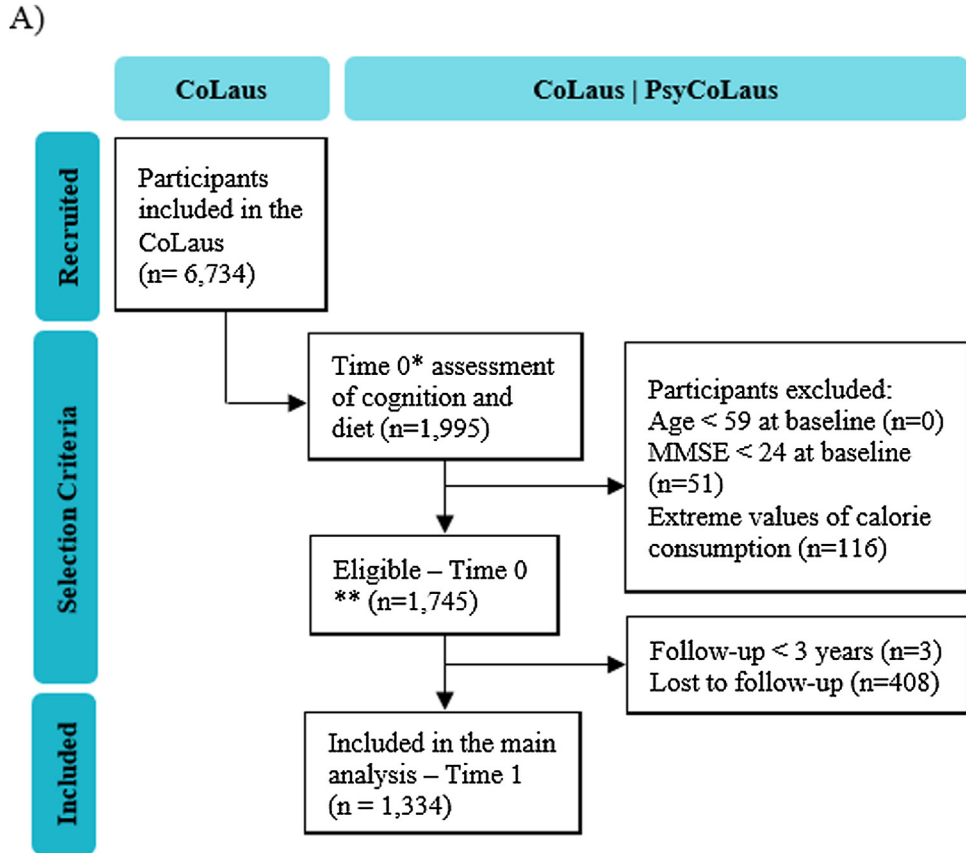 A)
CoLaus
CoLaus | PsyCoLaus
Recruited
Participants
included in the
CoLaus
(n= 6,734)
Selection Criteria
Time 0* assessment
of cognition and
diet (n=1,995)
Participants excluded:
Age < 59 at baseline (n=0)
MMSE < 24 at baseline
(n=51)
Extreme values of calorie
consumption (n=116)
Eligible – Time 0
** (n=1,745)
Follow-up < 3 years (n=3)
Lost to follow-up (n=408)
Included
Included in the main
analysis – Time 1
(n = 1,334)